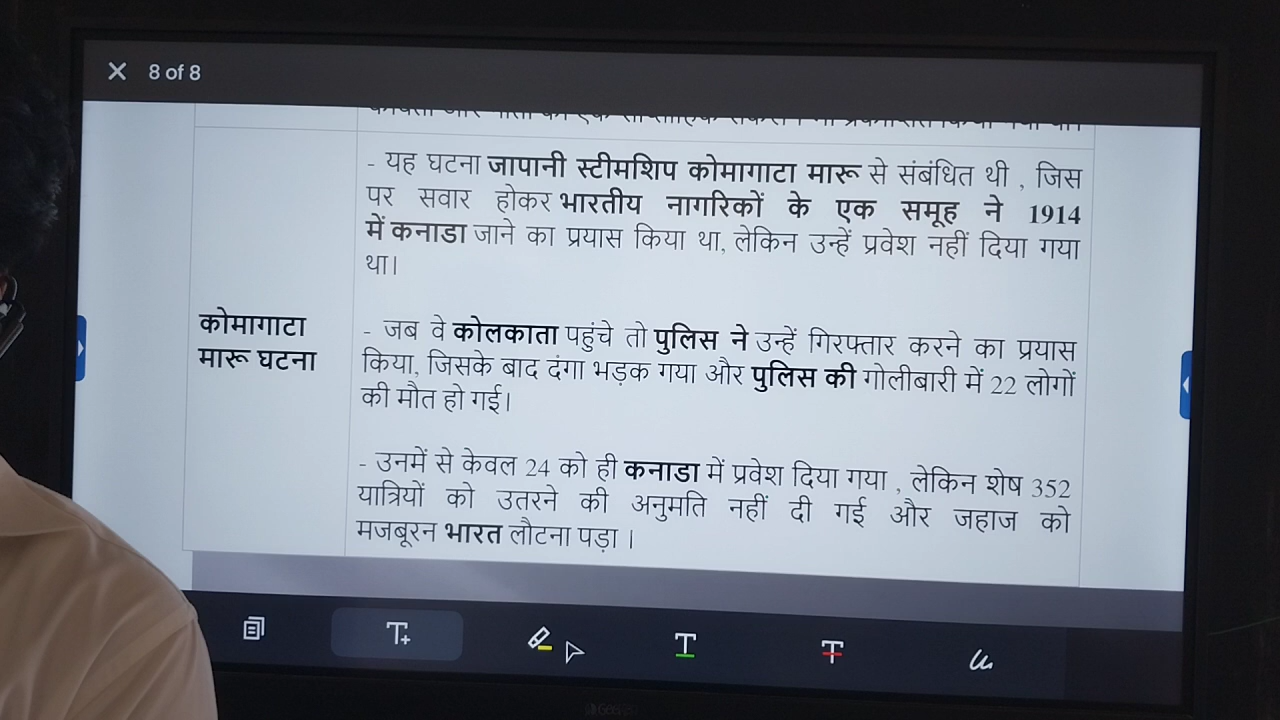 8 of 8
- यह घटना जापानी स्टीमशिप कोमागाटा मारू से संबंधित थी , जिस
पर सवार होकर भारतीय नागरिकों के एक समूह ने 1914
में कनाडा जाने का प्रयास किया था, लेकिन उन्हें प्रवेश नहीं दिया गया
था।
कोमागाटा
मारू घटना
- जब वे कोलकाता पहुंचे तो पुलिस ने उन्हें गिरफ्तार करने का प्रयास
किया, जिसके बाद दंगा भड़क गया और पुलिस की गोलीबारी में 22 लोगों
की मौत हो गई।
- उनमें से केवल 24 को ही कनाडा में प्रवेश दिया गया , लेकिन शेष 352
यात्रियों को उतरने की अनुमति नहीं दी गई और जहाज को
मजबूरन भारत लौटना पड़ा ।